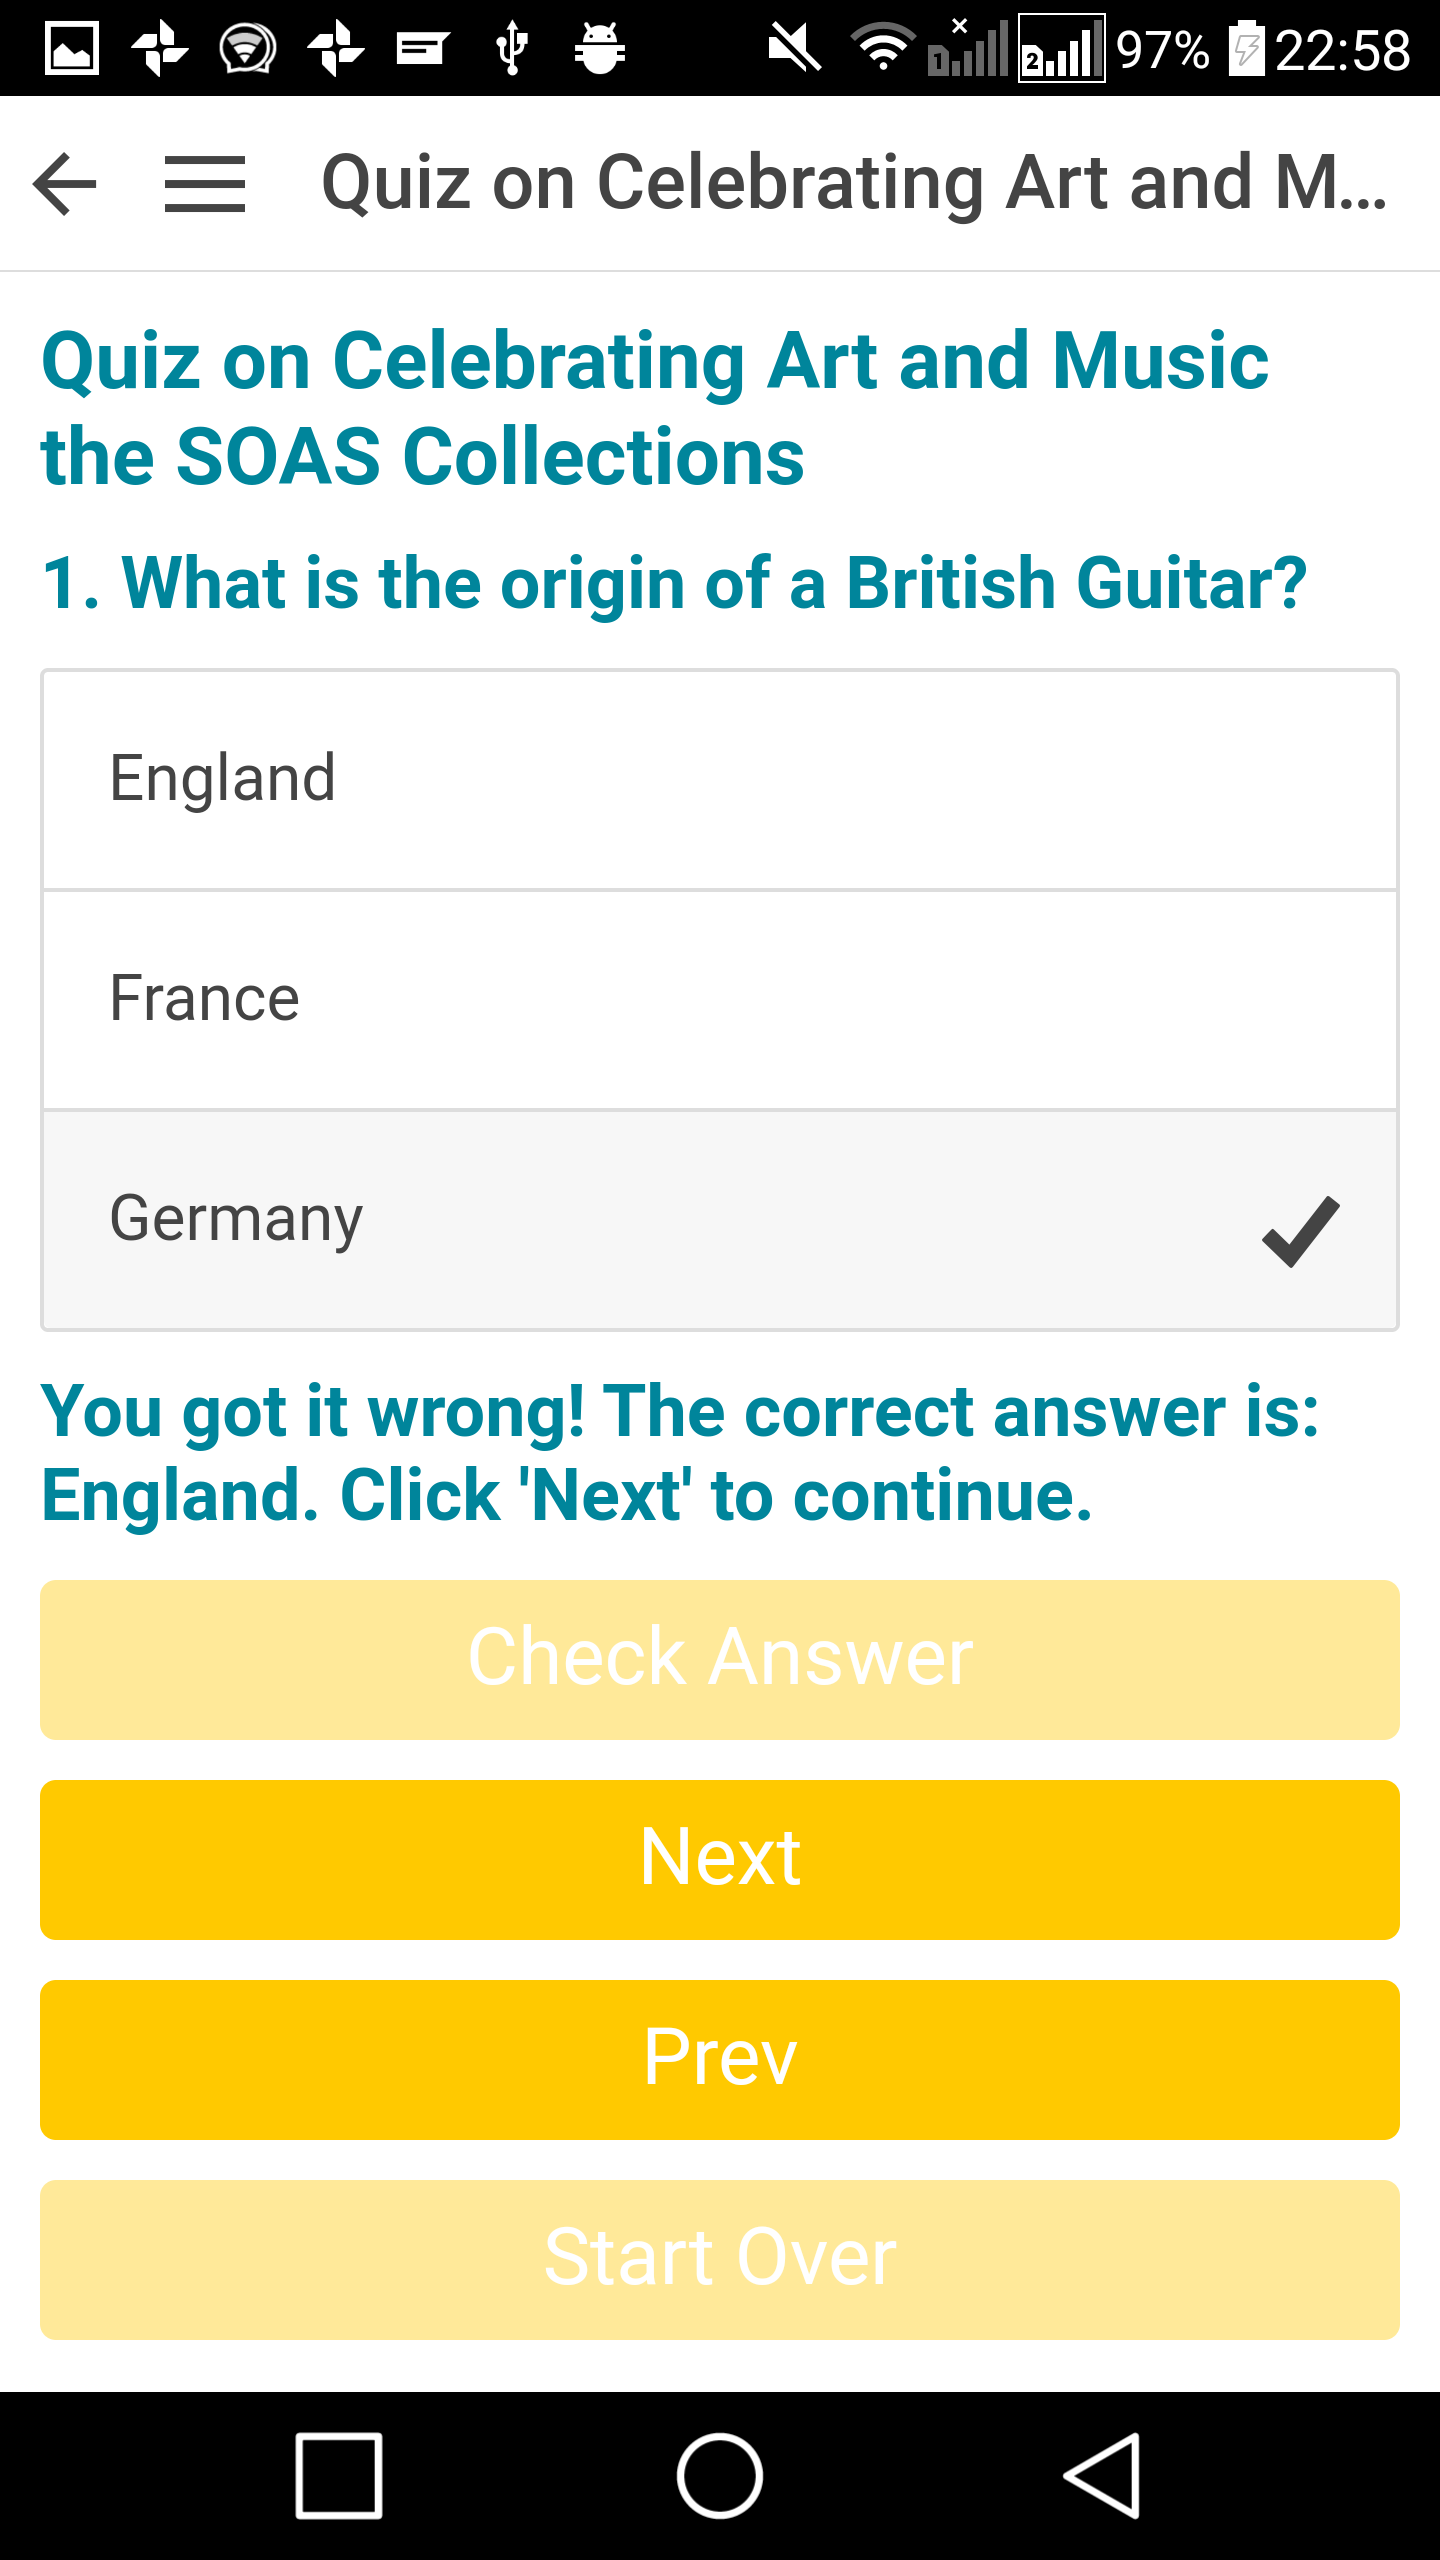 97% 22:58
Quiz on Celebrating Art and M...
Quiz on Celebrating Art and Music
the SOAS Collections
1. What is the origin of a British Guitar?
England
France
Germany
You got it wrong! The correct answer is:
England. Click 'Next' to continue.
Check Answer
Next
Prev
Start Over